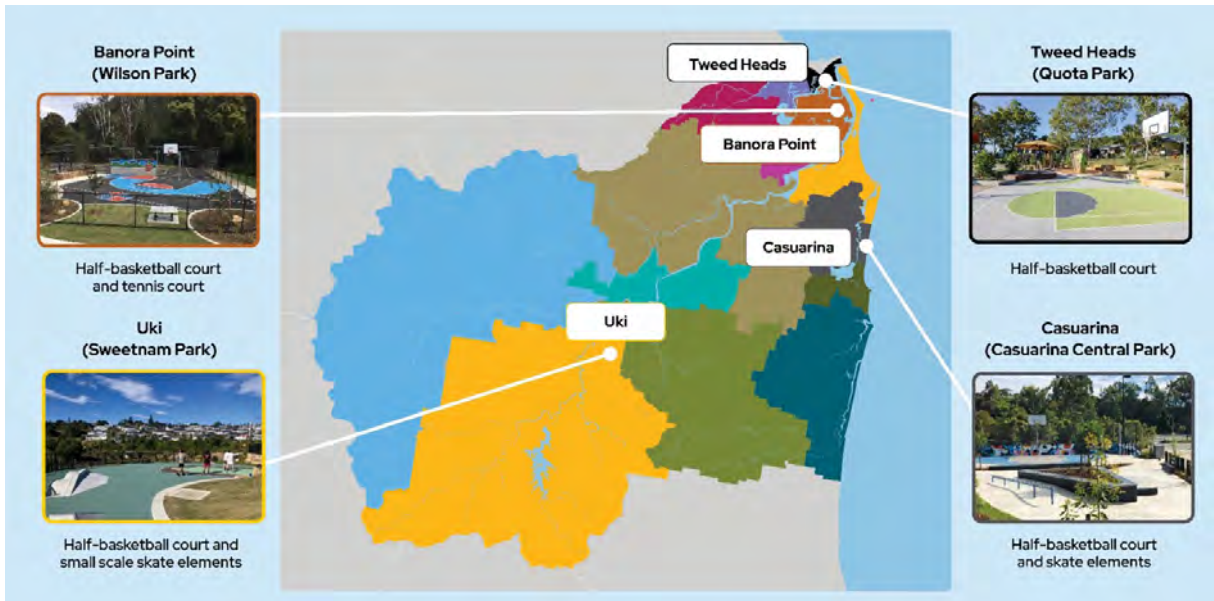 Banora Point
(Wilson Park)
Half-basketball court
and tennis court
Uki
(Sweetnam Park)
Half-basketball court and
small scale skate elements
Tweed Heads
Banora Point
Casuarina
Uki
Tweed Heads
(Quota Park)
Half-basketball court
Casuarina
(Casuarina Central Park)
Half-basketball court
and skate elements